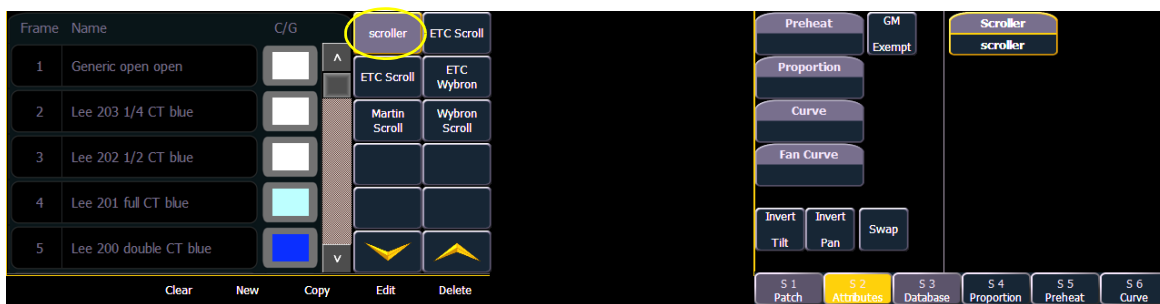 Frame Name C/G
1 Generic open open
2 Lee 203 1/4 CT blue
3 Lee 202 1/2 CT blue
4 Lee 201 full CT blue
5 Lee 200 double CT blue
^
v
scroller ETC Scroll
ETC Scroll ETC
Wybron
Martin
Scroll
Wybron
Scroll
Clear New Copy Edit Delete
Preheat
GM
Exempt
Proportion
Curve
Fan Curve
Invert
Tilt
Invert
Pan
Swap
Scroller
scroller
S 1
Patch
S 2
Attributes
S 3
Database
S 4
Proportion
S 5
Preheat
S 6
Curve